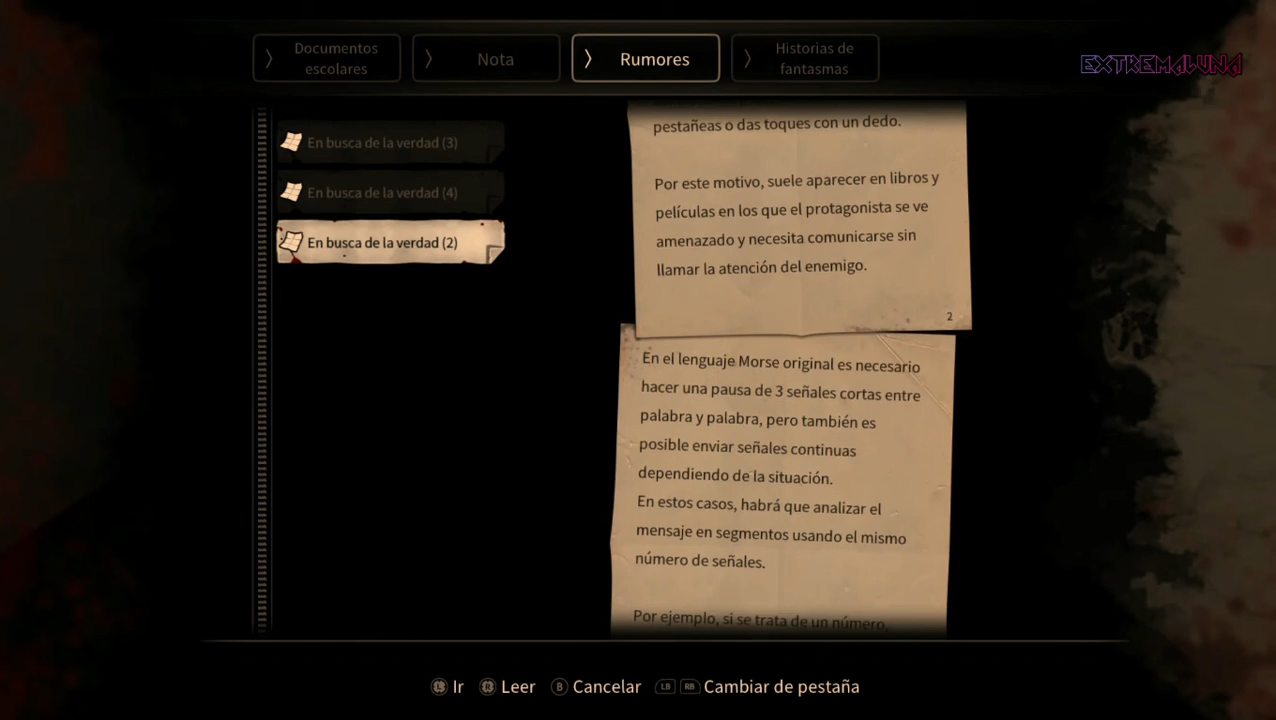 Documentos
escolares
Nota
Rumores
Historias de
fantasmas
EXTREMALUNA
En busca de la verdad (3)
En busca de la verdad (4)
En busca de la verdad (2)
pestañeas o das toques con un dedo.
Por este motivo, suele aparecer en libros y
películas en los que el protagonista se ve
amenazado y necesita comunicarse sin
llamar la atención del enemigo.
2
En el lenguaje Morse original es necesario
hacer una pausa de 3 señales cortas entre
palabra y palabra, pero también es
posible enviar señales continuas
dependiendo de la situación.
En estos casos, habrá que analizar el
mensaje en segmentos usando el mismo
número de señales.
Por ejemplo, si se trata de un número,
L Ir R Leer B Cancelar LB RB Cambiar de pestaña